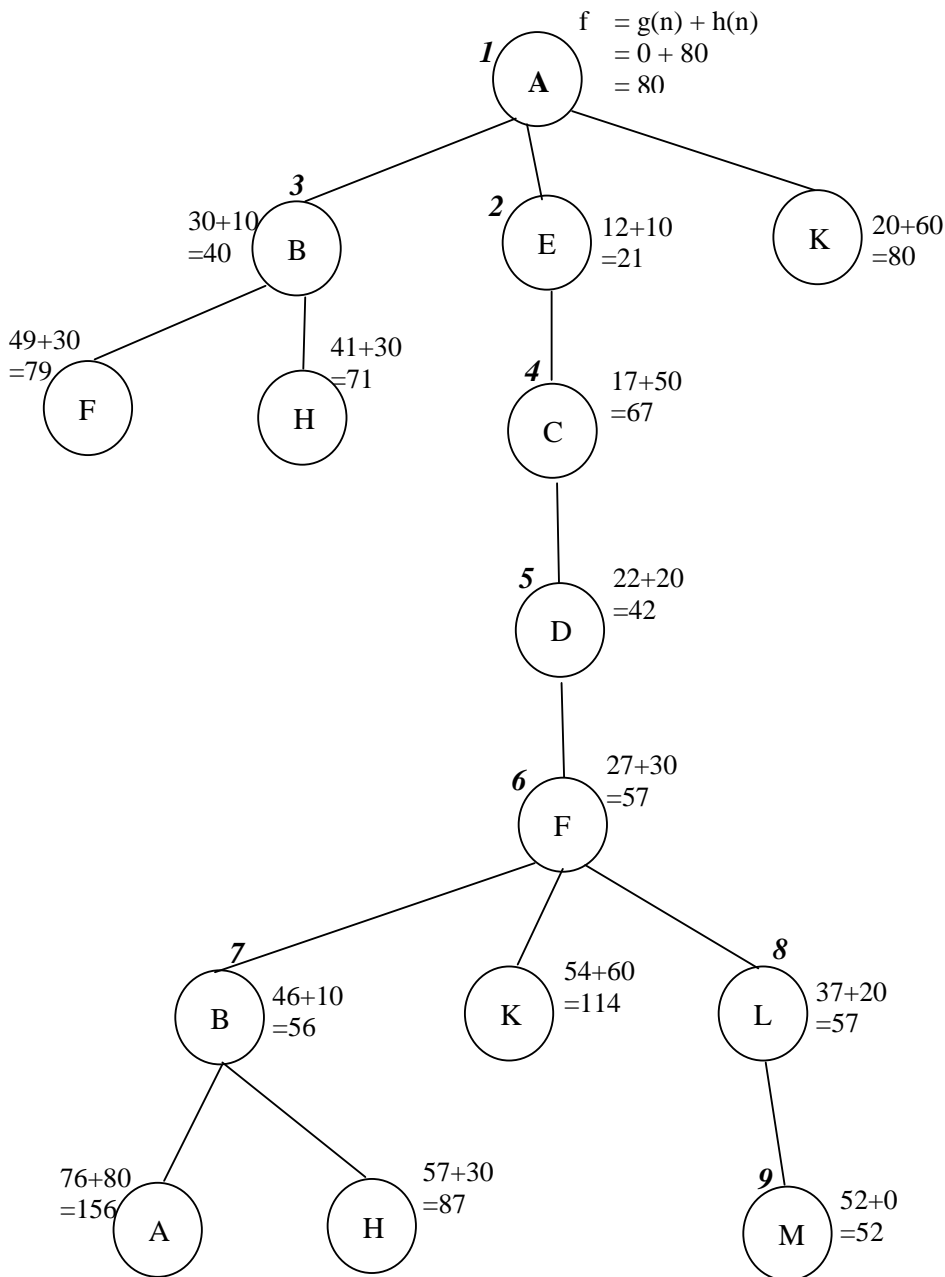 f = g(n) + h(n)
1
= 0 + 80
A
= 80
3
2
30+10
=40
B
E
12+10
=21
K
20+60
=80
49+30
=79
F
41+30
=71
H
4
C
17+50
=67
5
D
22+20
=42
6
F
27+30
=57
7
8
B
46+10
=56
K
54+60
=114
L
37+20
=57
76+80
=156
A
H
57+30
=87
9
M
52+0
=52